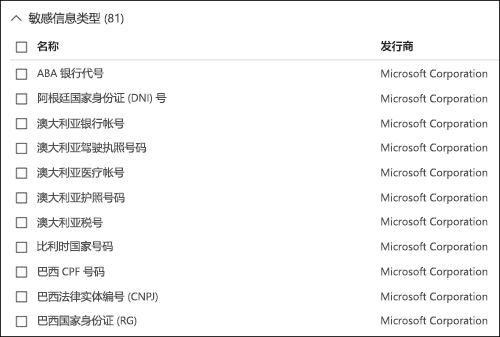 敏感信息类型 (81)
名称 发行商
ABA 银行代号 Microsoft Corporation
阿根廷国家身份证 (DNI) 号 Microsoft Corporation
澳大利亚银行帐号 Microsoft Corporation
澳大利亚驾驶执照号码 Microsoft Corporation
澳大利亚医疗帐号 Microsoft Corporation
澳大利亚护照号码 Microsoft Corporation
澳大利亚税号 Microsoft Corporation
比利时国家号码 Microsoft Corporation
巴西 CPF 号码 Microsoft Corporation
巴西法律实体编号 (CNPJ) Microsoft Corporation
巴西国家身份证 (RG) Microsoft Corporation